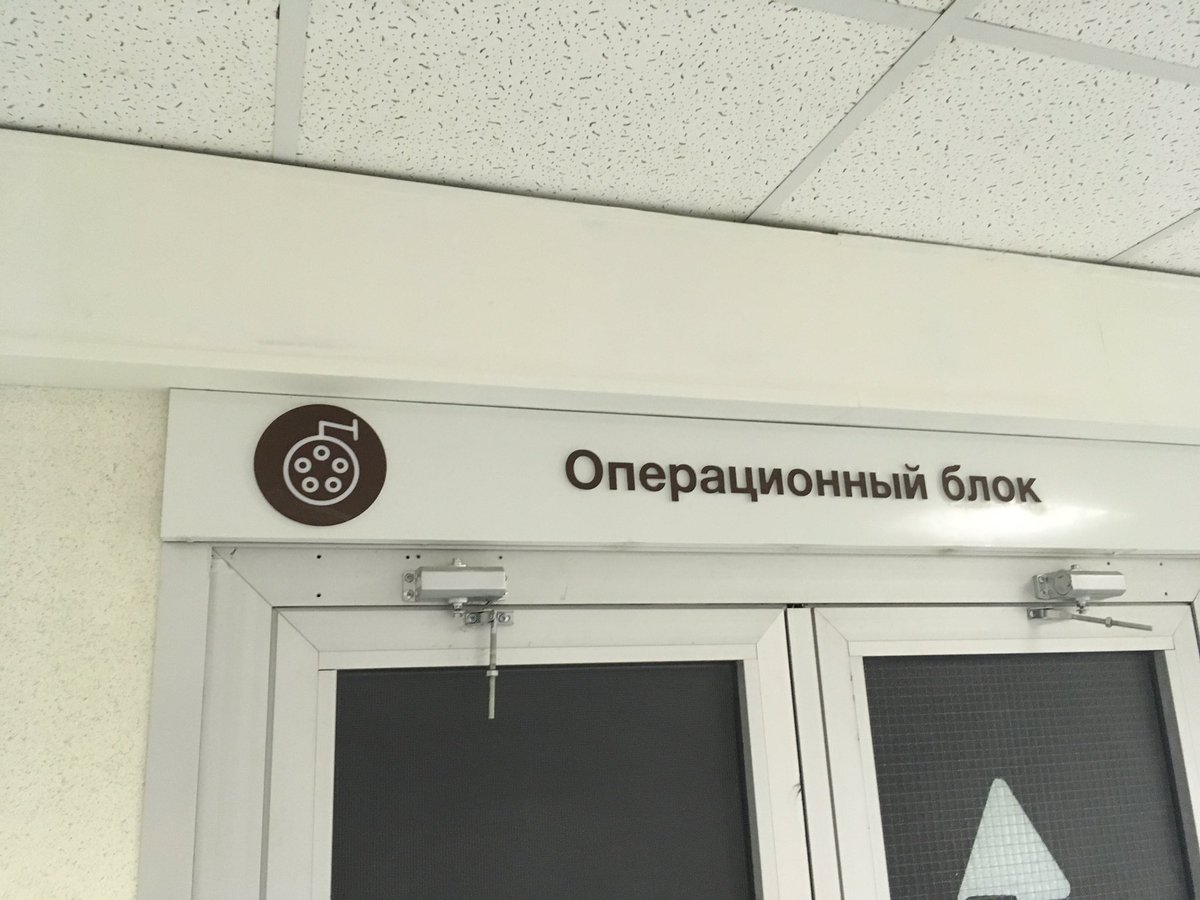 Операционный блок